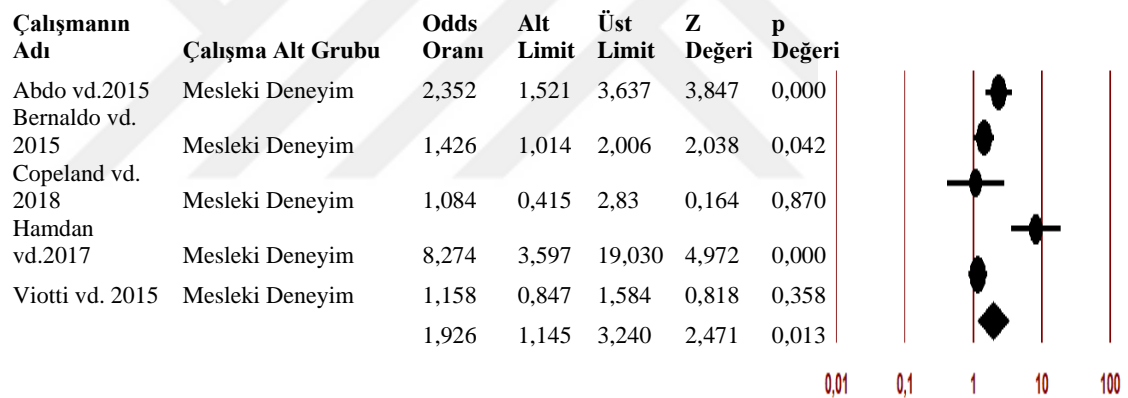 Çalışmanın Adı Çalışma Alt Grubu Odds Oranı Alt Limit Üst Limit Z Değeri p Değeri
Abdo vd.2015 Mesleki Deneyim 2,352 1,521 3,637 3,847 0,000
Bernaldo vd.
2015 Mesleki Deneyim 1,426 1,014 2,006 2,038 0,042
Copeland vd.
2018 Mesleki Deneyim 1,084 0,415 2,83 0,164 0,870
Hamdan
vd.2017 Mesleki Deneyim 8,274 3,597 19,030 4,972 0,000
Viotti vd. 2015 Mesleki Deneyim 1,158 0,847 1,584 0,818 0,358
1,926 1,145 3,240 2,471 0,013
0,01 0,1 1 10 100